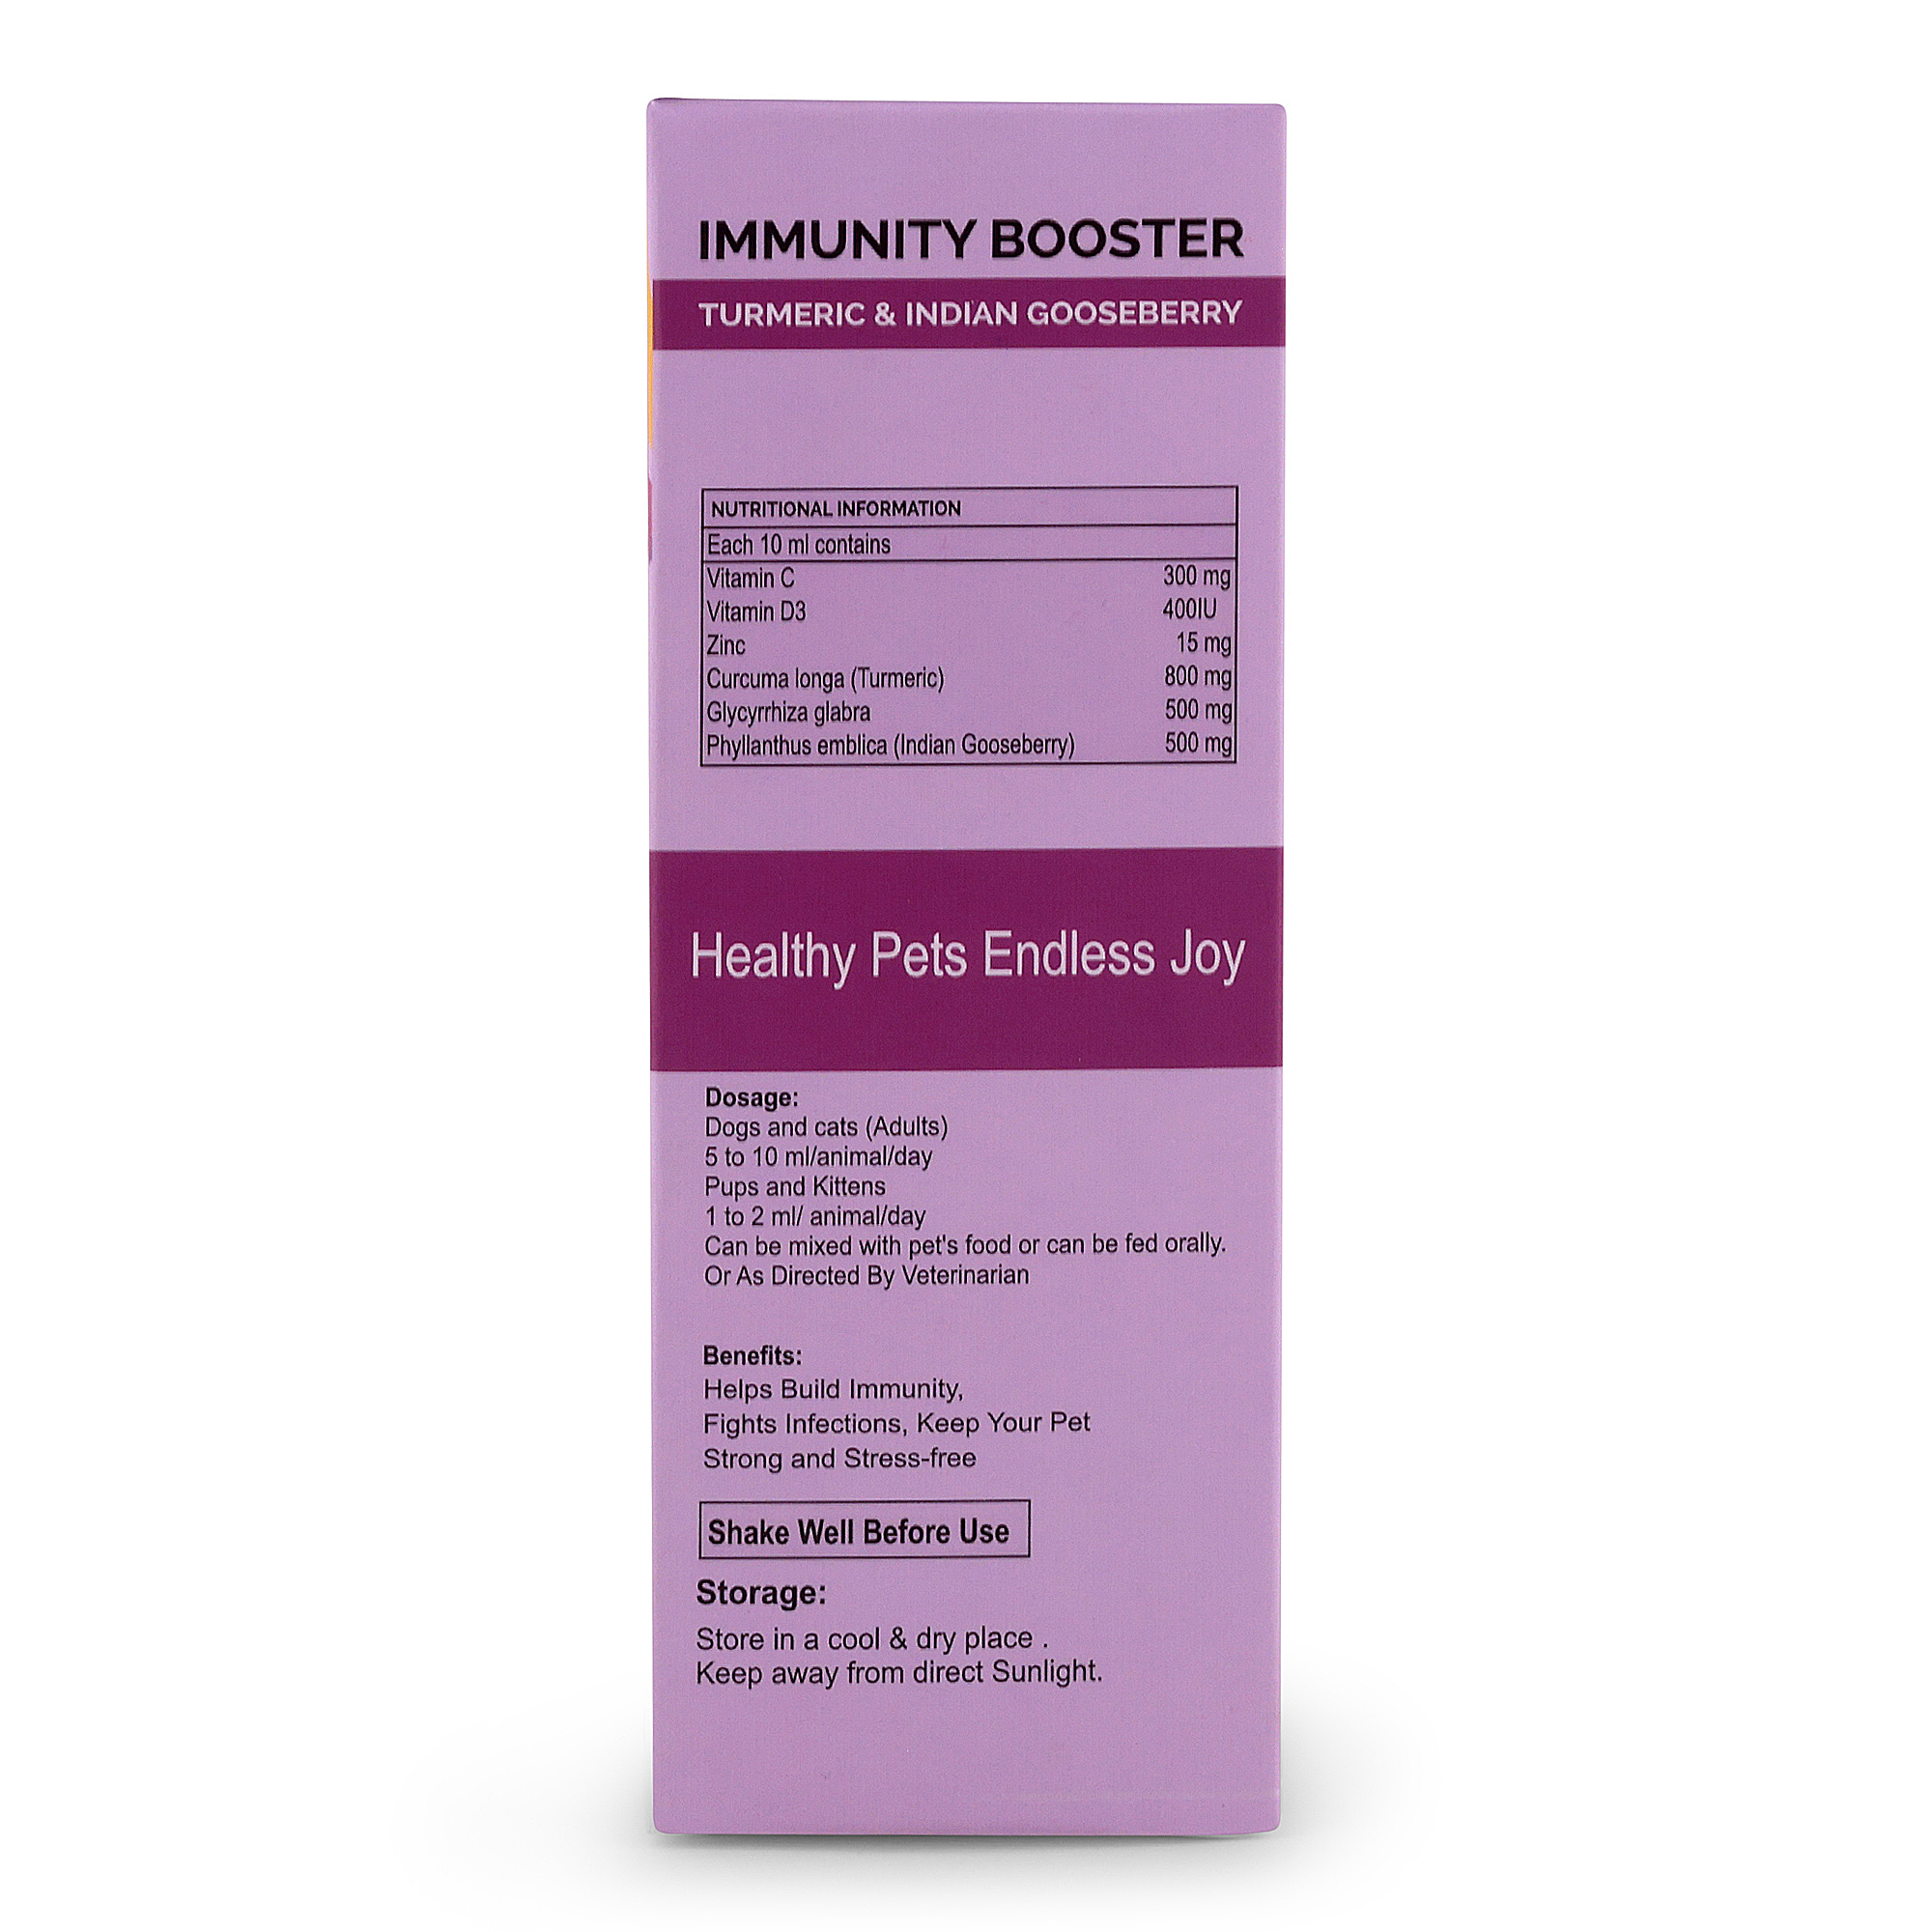 IMMUNITY BOOSTER
TURMERIC & INDIAN GOOSEBERRY
NUTRITIONAL INFORMATION
Each 10 ml contains
Vitamin C 300 mg
Vitamin D3 400IU
Zinc 15 mg
Curcuma longa (Turmeric) 800 mg
Glycyrrhiza glabra 500 mg
Phyllanthus emblica (Indian Gooseberry) 500 mg
Healthy Pets Endless Joy
Dosage:
Dogs and cats (Adults)
5 to 10 ml/animal/day
Pups and Kittens
1 to 2 ml/ animal/day
Can be mixed with pet's food or can be fed orally.
Or As Directed By Veterinarian
Benefits:
Helps Build Immunity,
Fights Infections, Keep Your Pet
Strong and Stress-free
Shake Well Before Use
Storage:
Store in a cool & dry place .
Keep away from direct Sunlight.